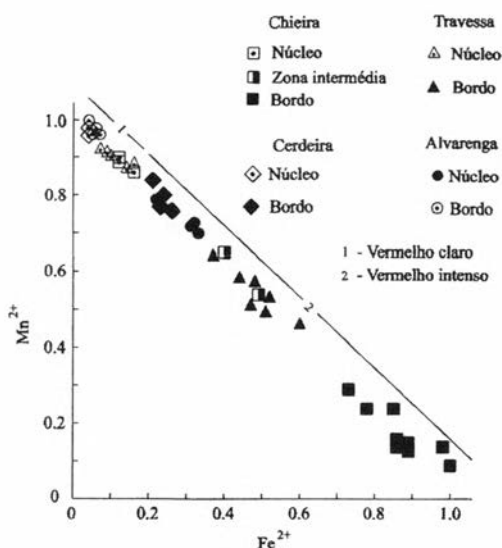 Chieira
Núcleo
Zona intermédia
Bordo
Travessa
Núcleo
Bordo
Cerdeira
Núcleo
Bordo
Alvarenga
Núcleo
Bordo
1 - Vermelho claro
2 - Vermelho intenso
1
2
Mn2+
1.0
0.8
0.6
0.4
0.2
0
0
0.2
0.4
0.6
0.8
1.0
Fe2+